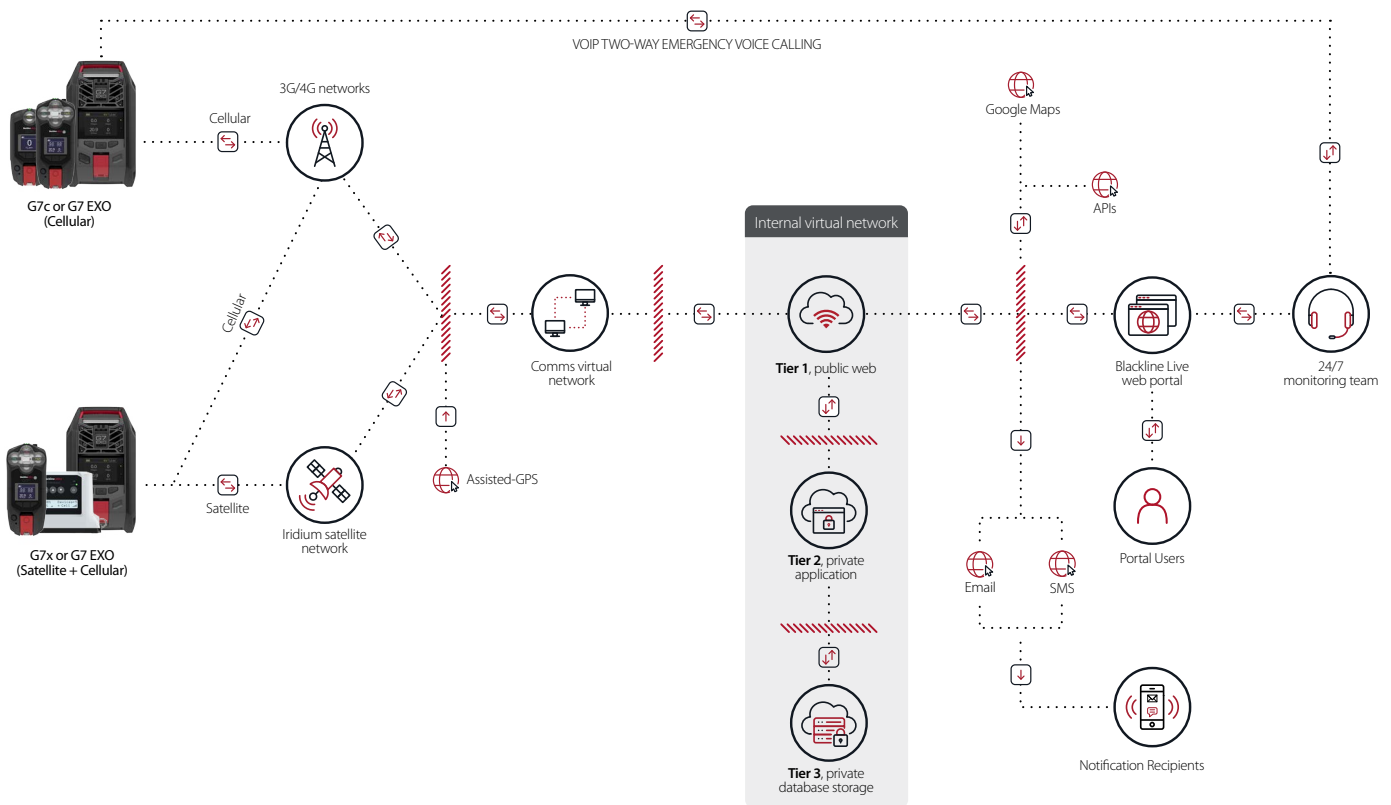 VOIP TWO-WAY EMERGENCY VOICE CALLING
3G/4G networks
Cellular
G7c or G7 EXO
(Cellular)
Cellular
G7x or G7 EXO
(Satellite + Cellular)
Satellite
Iridium satellite
network
Assisted-GPS
Comms virtual
network
Internal virtual network
Tier 1, public web
Tier 2, private
application
Tier 3, private
database storage
Google Maps
APIs
Blackline Live
web portal
24/7
monitoring team
Portal Users
Email
SMS
Notification Recipients